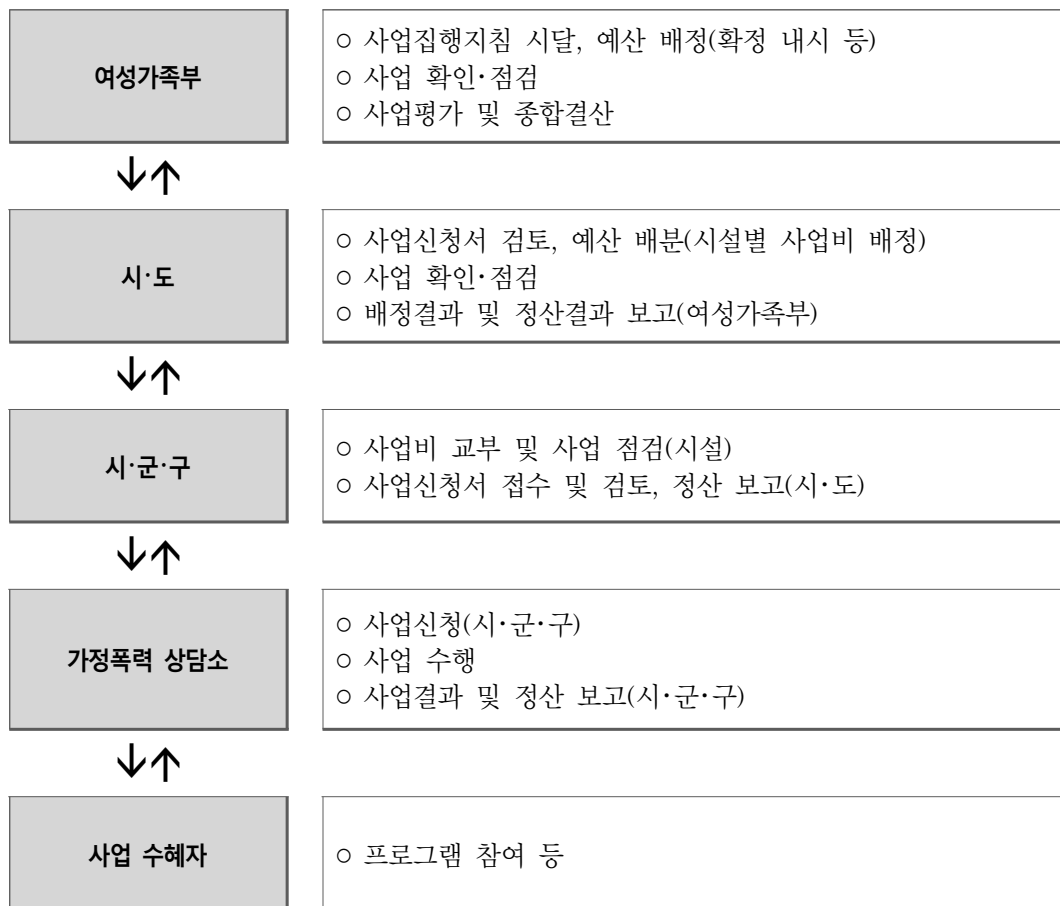 여성가족부
○ 사업집행지침 시달, 예산 배정(확정 내시 등)
○ 사업 확인·점검
○ 사업평가 및 종합결산
↓↑
시·도
○ 사업신청서 검토, 예산 배분(시설별 사업비 배정)
○ 사업 확인·점검
○ 배정결과 및 정산결과 보고(여성가족부)
↓↑
시·군·구
○ 사업비 교부 및 사업 점검(시설)
○ 사업신청서 접수 및 검토, 정산 보고(시·도)
↓↑
가정폭력 상담소
○ 사업신청(시·군·구)
○ 사업 수행
○ 사업결과 및 정산 보고(시·군·구)
↓↑
사업 수혜자
○ 프로그램 참여 등